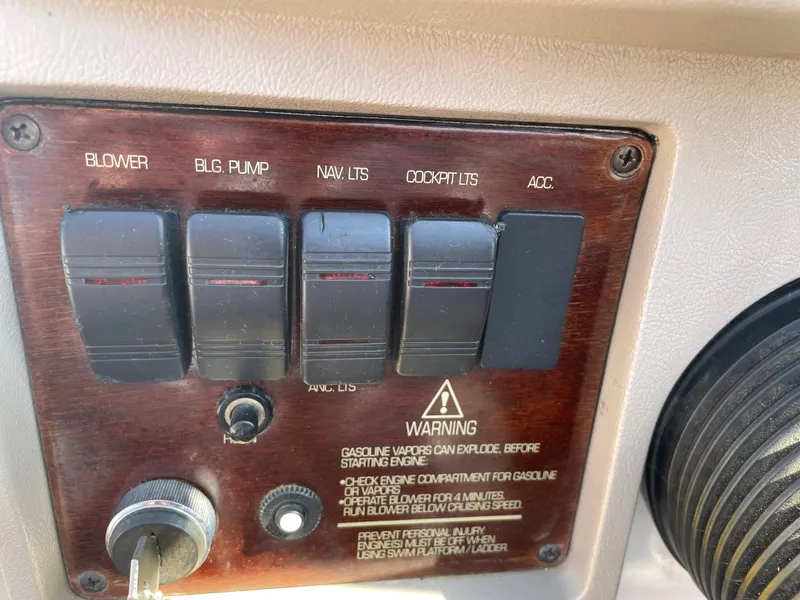 BLOWER
BLG. PUMP
NAV. LTS
COCKPIT LTS
ACC.
ANC. LTS
WARNING
GASOLINE VAPORS CAN EXPLODE, BEFORE
STARTING ENGINE:
•CHECK ENGINE COMPARTMENT FOR GASOLINE
OR VAPORS
•OPERATE BLOWER FOR 4 MINUTES.
RUN BLOWER BELOW CRUISING SPEED.
PREVENT PERSONAL INJURY.
ENGINE(S) MUST BE OFF WHEN
USING SWIM PLATFORM / LADDER.